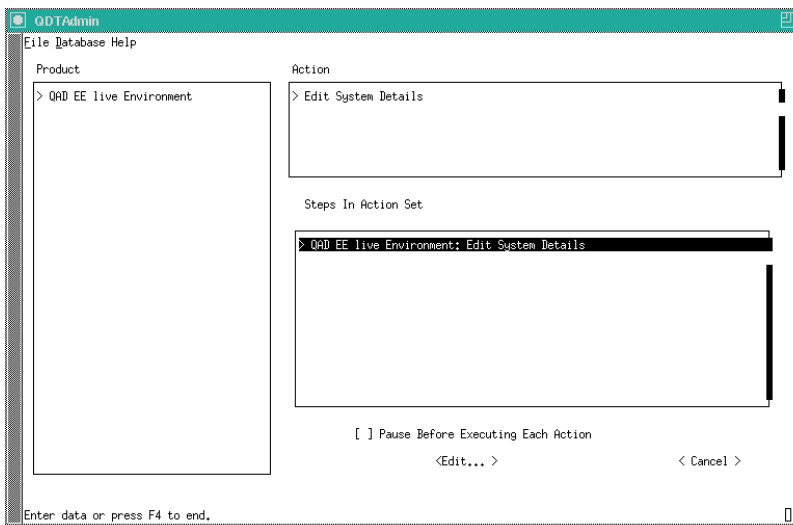 QDTAdmin
File Database Help
Product
> QAD EE live Environment
Action
> Edit System Details
Steps In Action Set
> QAD EE live Environment: Edit System Details
[ ] Pause Before Executing Each Action
<Edit... >
< Cancel >
Enter data or press F4 to end.